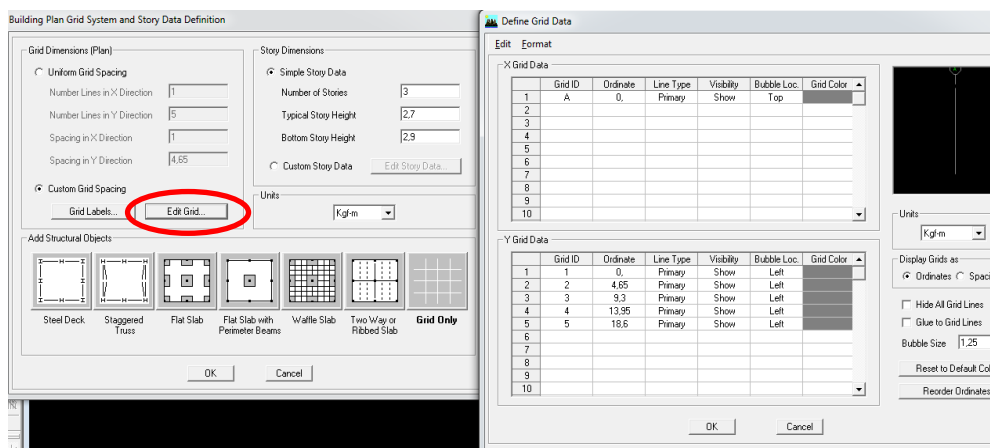 Building Plan Grid System and Story Data Definition
Grid Dimensions (Plan)
Uniform Grid Spacing
Number Lines in X Direction 1
Number Lines in Y Direction 5
Spacing in X Direction 1
Spacing in Y Direction 4,65
Custom Grid Spacing
Grid Labels... Edit Grid...
Story Dimensions
Simple Story Data
Number of Stories 3
Typical Story Height 2,7
Bottom Story Height 2,9
Custom Story Data Edit Story Data...
Units
Kgf-m
Add Structural Objects
Steel Deck Staggered Truss Flat Slab Flat Slab with Perimeter Beams Waffle Slab Two Way or Ribbed Slab Grid Only
OK Cancel
Define Grid Data
Edit Format
X Grid Data
Grid ID Ordinate Line Type Visibility Bubble Loc. Grid Color
1 A 0, Primary Show Top
2
3
4
5
6
7
8
9
10
Y Grid Data
Grid ID Ordinate Line Type Visibility Bubble Loc. Grid Color
1 1 0, Primary Show Left
2 2 4,65 Primary Show Left
3 3 9,3 Primary Show Left
4 4 13,95 Primary Show Left
5 5 18,6 Primary Show Left
6
7
8
9
10
OK Cancel
Units
Kgf-m
Display Grids as
Ordinates Spaci
Hide All Grid Lines
Glue to Grid Lines
Bubble Size 1,25
Reset to Default Col
Reorder Ordinates